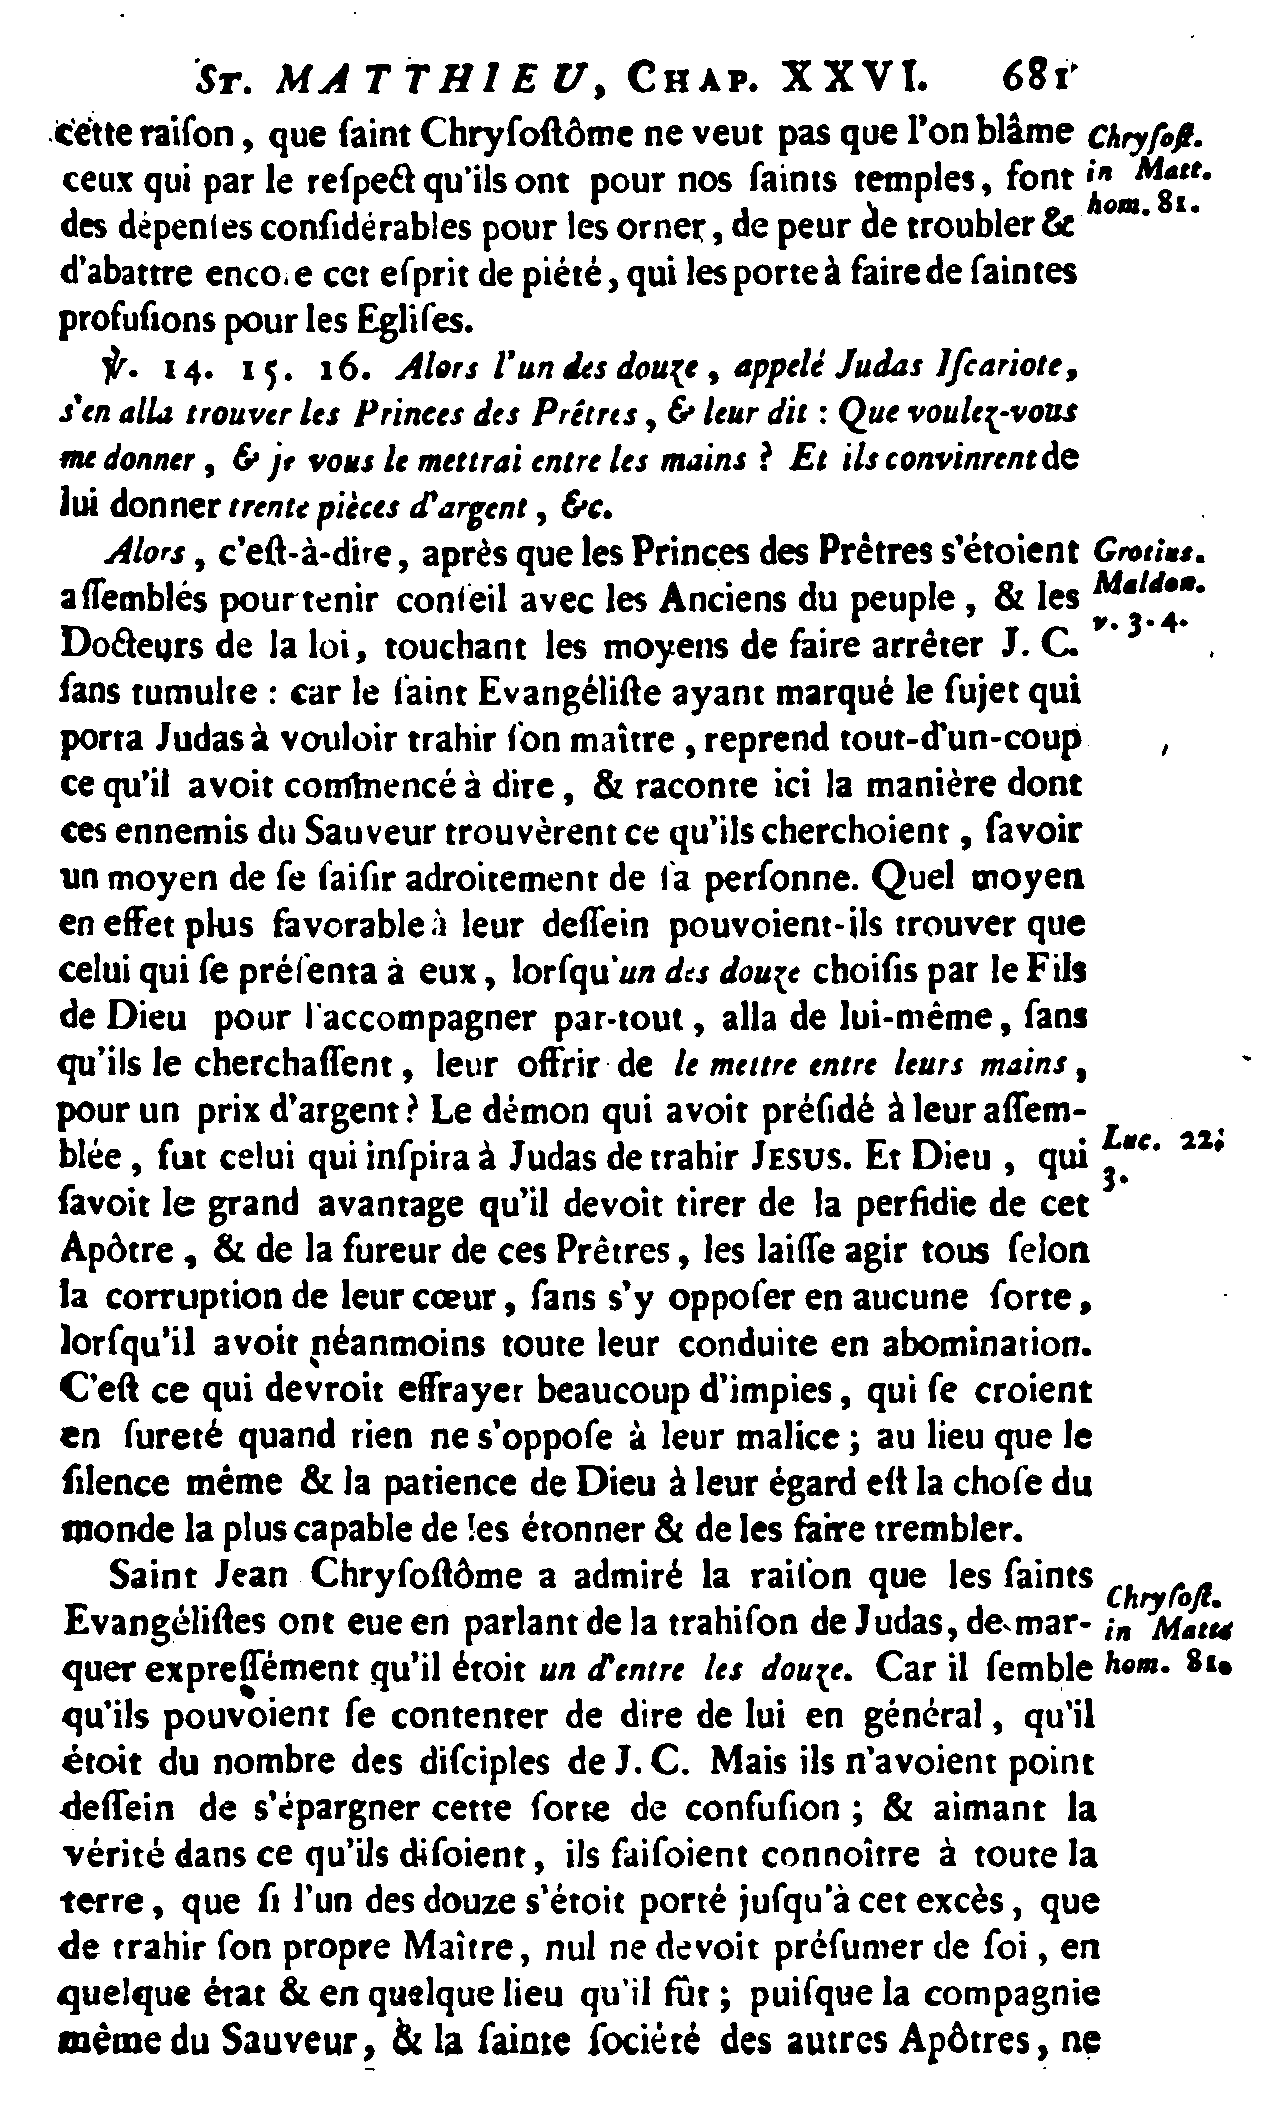 St. MATTHIEU, CHAP. XXVI. 681
cette raiſon, que ſaint Chryſoſtôme ne veut pas que l'on blâme
Chryſoſt.
ceux qui par le reſpect qu'ils ont pour nos ſaints temples, font
in Matt.
des dépenſes conſidérables pour les orner, de peur de troubler &
hom. 81.
d'abattre encore cet eſprit de piété, qui les porte à faire de ſaintes
profuſions pour les Egliſes.
℣. 14. 15. 16. Alors l'un des douze, appelé Judas Iſcariote,
s'en alla trouver les Princes des Prêtres, & leur dit : Que voulez-vous
me donner, & je vous le mettrai entre les mains ? Et ils convinrent de
lui donner trente pièces d'argent, &c.
Alors, c'eſt-à-dire, après que les Princes des Prêtres s'étoient
Grotius.
aſſemblés pour tenir conſeil avec les Anciens du peuple, & les
Maldon.
Docteurs de la loi, touchant les moyens de faire arrêter J. C.
v. 3. 4.
ſans tumulte : car le ſaint Evangéliſte ayant marqué le ſujet qui
porta Judas à vouloir trahir ſon maître, reprend tout-d'un-coup
ce qu'il avoit commencé à dire, & raconte ici la manière dont
ces ennemis du Sauveur trouvèrent ce qu'ils cherchoient, ſavoir
un moyen de ſe ſaiſir adroitement de ſa perſonne. Quel moyen
en effet plus favorable à leur deſſein pouvoient-ils trouver que
celui qui ſe préſenta à eux, lorſqu'un des douze choiſis par le Fils
de Dieu pour l'accompagner par-tout, alla de lui-même, ſans
qu'ils le cherchaſſent, leur offrir de le mettre entre leurs mains,
pour un prix d'argent ? Le démon qui avoit préſidé à leur aſſem-
blée, fut celui qui inſpira à Judas de trahir JESUS. Et Dieu, qui
Luc. 22.
3.
ſavoit le grand avantage qu'il devoit tirer de la perfidie de cet
Apôtre, & de la fureur de ces Prêtres, les laiſſe agir tous ſelon
la corruption de leur cœur, ſans s'y oppoſer en aucune ſorte,
lorſqu'il avoit néanmoins toute leur conduite en abomination.
C'eſt ce qui devroit effrayer beaucoup d'impies, qui ſe croient
en ſureté quand rien ne s'oppoſe à leur malice ; au lieu que le
ſilence même & la patience de Dieu à leur égard eſt la choſe du
monde la plus capable de les étonner & de les faire trembler.
Saint Jean Chryſoſtôme a admiré la raiſon que les ſaints
Chryſoſt.
Evangéliſtes ont eue en parlant de la trahiſon de Judas, de mar-
in Matt.
quer expreſſément qu'il étoit un d'entre les douze. Car il ſemble
hom. 81.
qu'ils pouvoient ſe contenter de dire de lui en général, qu'il
étoit du nombre des diſciples de J. C. Mais ils n'avoient point
deſſein de s'épargner cette ſorte de confuſion ; & aimant la
vérité dans ce qu'ils diſoient, ils faiſoient connoître à toute la
terre, que ſi l'un des douze s'étoit porté juſqu'à cet excès, que
de trahir ſon propre Maître, nul ne devoit préſumer de ſoi, en
quelque état & en quelque lieu qu'il fût ; puiſque la compagnie
même du Sauveur, & la ſainte ſociété des autres Apôtres, ne